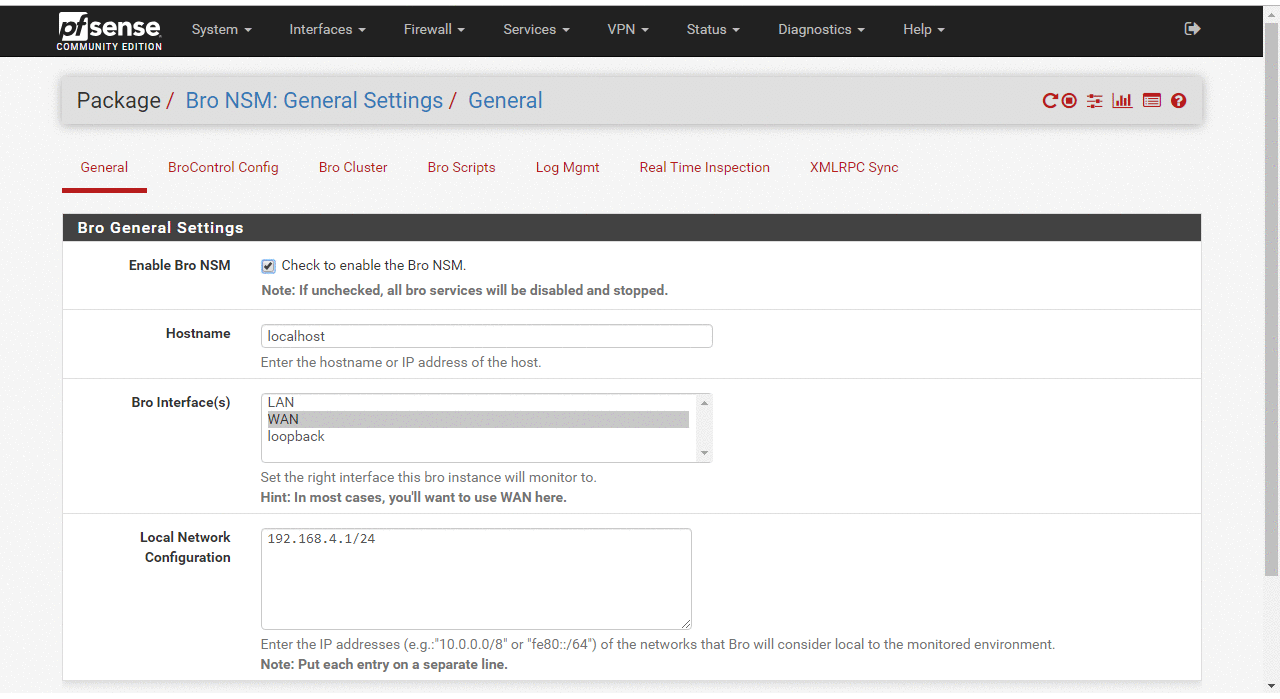 pfsense
COMMUNITY EDITION
System Interfaces Firewall Services VPN Status Diagnostics Help
Package / Bro NSM: General Settings / General
General BroControl Config Bro Cluster Bro Scripts Log Mgmt Real Time Inspection XMLRPC Sync
Bro General Settings
Enable Bro NSM Check to enable the Bro NSM.
Note: If unchecked, all bro services will be disabled and stopped.
Hostname localhost
Enter the hostname or IP address of the host.
Bro Interface(s) LAN
WAN
loopback
Set the right interface this bro instance will monitor to.
Hint: In most cases, you'll want to use WAN here.
Local Network Configuration 192.168.4.1/24
Enter the IP addresses (e.g.:"10.0.0.0/8" or "fe80::/64") of the networks that Bro will consider local to the monitored environment.
Note: Put each entry on a separate line.